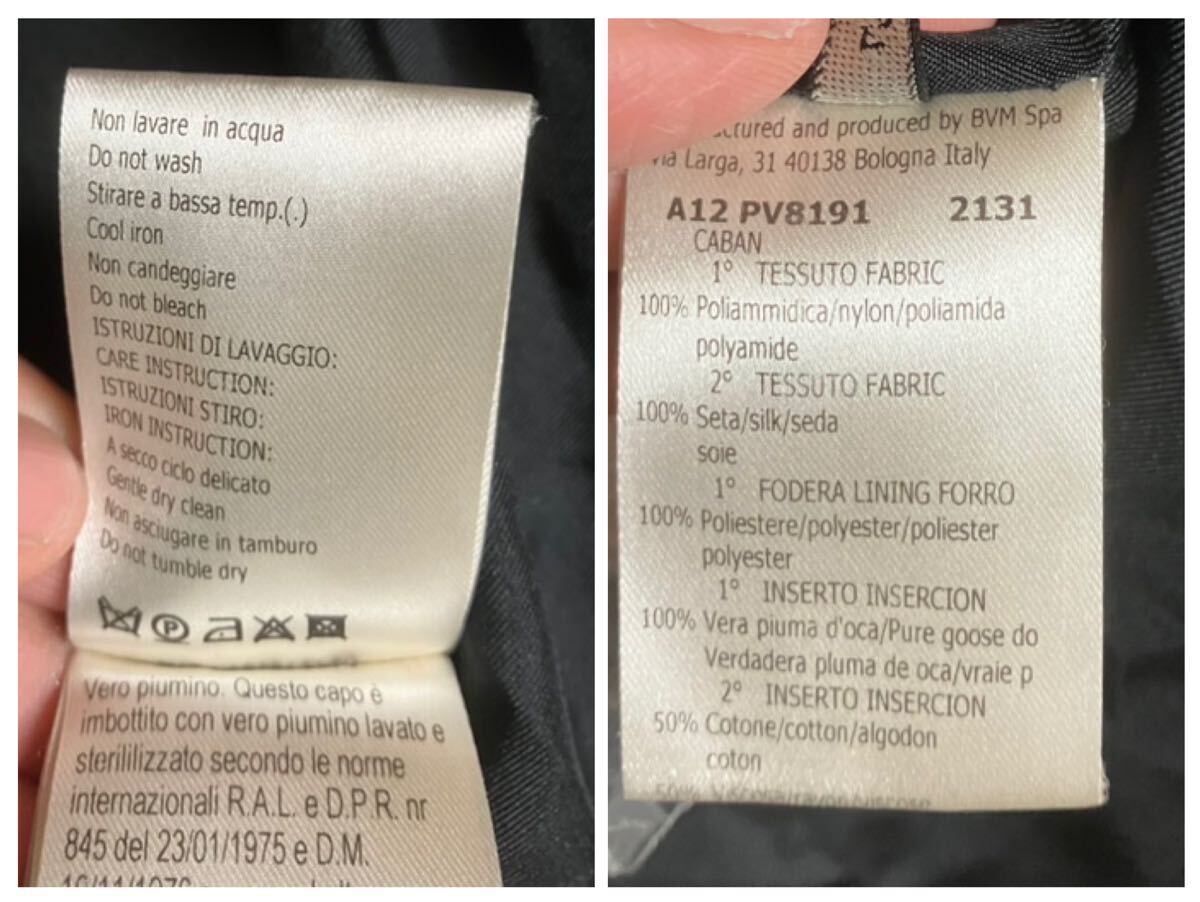 Non lavare in acqua
Do not wash
Stirare a bassa temp.(.)
Cool iron
Non candeggiare
Do not bleach
ISTRUZIONI DI LAVAGGIO:
CARE INSTRUCTION:
ISTRUZIONI STIRO:
IRON INSTRUCTION:
A secco ciclo delicato
Gentle dry clean
Non asciugare in tamburo
Do not tumble dry
P
Vero piumino. Questo capo è
imbottito con vero piumino lavato e
sterililizzato secondo le norme
internazionali R.A.L. e D.P.R. nr
845 del 23/01/1975 e D.M.
and produced by BVM Spa
Larga, 31 40138 Bologna Italy
A12 PV8191 2131
CABAN
1° TESSUTO FABRIC
100% Poliammidica/nylon/poliamida
polyamide
2° TESSUTO FABRIC
100% Seta/silk/seda
soie
1° FODERA LINING FORRO
100% Poliestere/polyester/poliester
polyester
1° INSERTO INSERCION
100% Vera piuma d'oca/Pure goose do
Verdadera pluma de oca/vraie p
2° INSERTO INSERCION
50% Cotone/cotton/algodon
coton